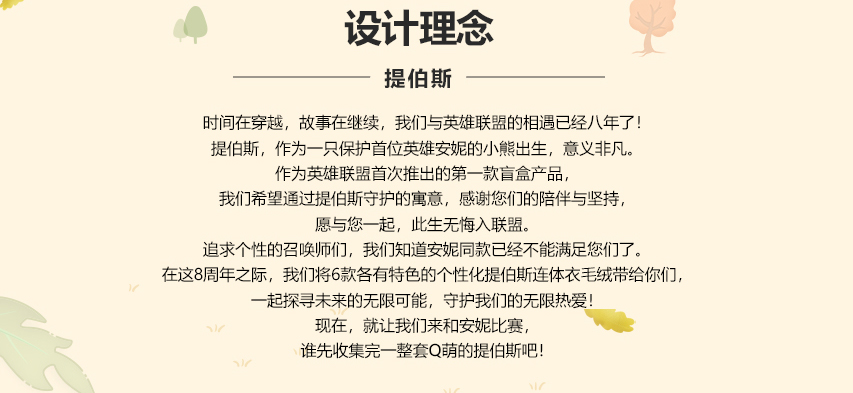 设计理念
提伯斯
时间在穿越，故事在继续，我们与英雄联盟的相遇已经八年了！
提伯斯，作为一只保护首位英雄安妮的小熊出生，意义非凡。
作为英雄联盟首次推出的第一款盲盒产品，
我们希望通过提伯斯守护的寓意，感谢您们的陪伴与坚持，
愿与您一起，此生无悔入联盟。
追求个性的召唤师们，我们知道安妮同款已经不能满足您们了。
在这8周年之际，我们将6款各有特色的个性化提伯斯连体衣毛绒带给你们，
一起探寻未来的无限可能，守护我们的无限热爱！
现在，就让我们来和安妮比赛，
谁先收集完一整套Q萌的提伯斯吧！